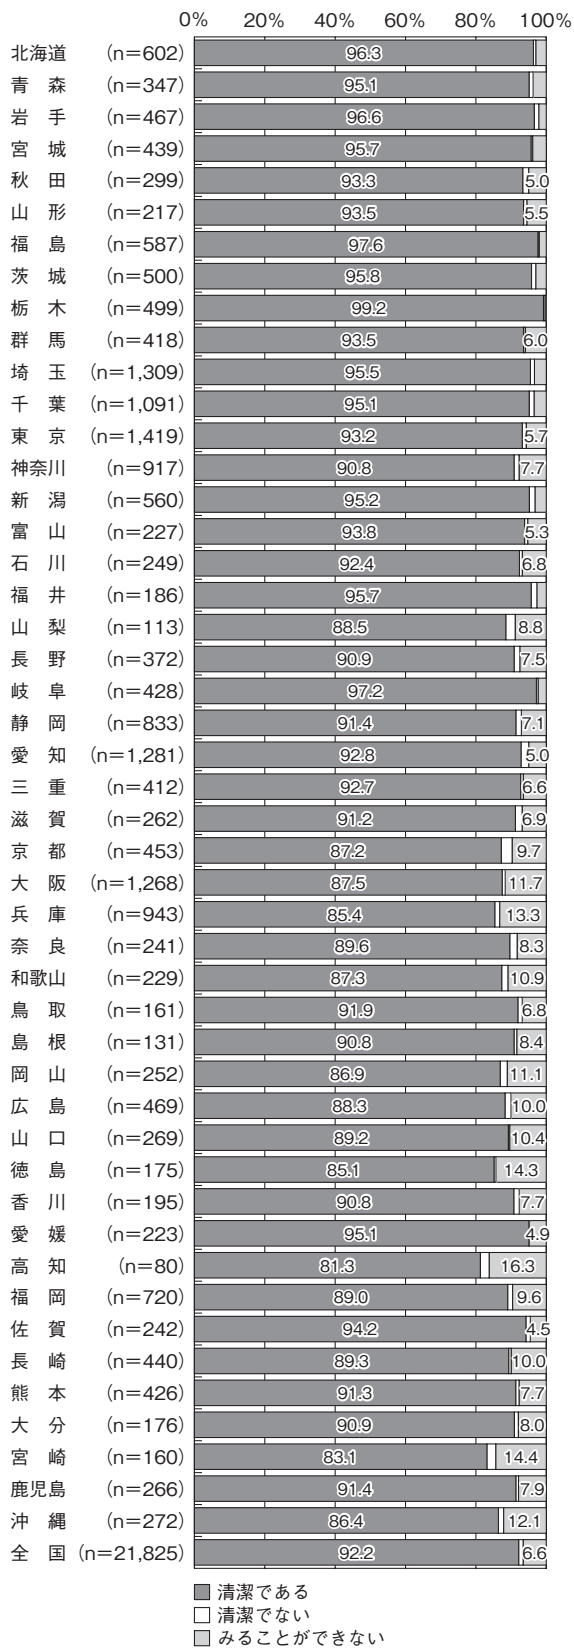 0% 20% 40% 60% 80% 100%
北海道 (n=602) 96.3
青 森 (n=347) 95.1
岩 手 (n=467) 96.6
宮 城 (n=439) 95.7
秋 田 (n=299) 93.3 5.0
山 形 (n=217) 93.5 5.5
福 島 (n=587) 97.6
茨 城 (n=500) 95.8
栃 木 (n=499) 99.2
群 馬 (n=418) 93.5 6.0
埼 玉 (n=1,309) 95.5
千 葉 (n=1,091) 95.1
東 京 (n=1,419) 93.2 5.7
神奈川 (n=917) 90.8 7.7
新 潟 (n=560) 95.2
富 山 (n=227) 93.8 5.3
石 川 (n=249) 92.4 6.8
福 井 (n=186) 95.7
山 梨 (n=113) 88.5 8.8
長 野 (n=372) 90.9 7.5
岐 阜 (n=428) 97.2
静 岡 (n=833) 91.4 7.1
愛 知 (n=1,281) 92.8 5.0
三 重 (n=412) 92.7 6.6
滋 賀 (n=262) 91.2 6.9
京 都 (n=453) 87.2 9.7
大 阪 (n=1,268) 87.5 11.7
兵 庫 (n=943) 85.4 13.3
奈 良 (n=241) 89.6 8.3
和歌山 (n=229) 87.3 10.9
鳥 取 (n=161) 91.9 6.8
島 根 (n=131) 90.8 8.4
岡 山 (n=252) 86.9 11.1
広 島 (n=469) 88.3 10.0
山 口 (n=269) 89.2 10.4
徳 島 (n=175) 85.1 14.3
香 川 (n=195) 90.8 7.7
愛 媛 (n=223) 95.1 4.9
高 知 (n=80) 81.3 16.3
福 岡 (n=720) 89.0 9.6
佐 賀 (n=242) 94.2 4.5
長 崎 (n=440) 89.3 10.0
熊 本 (n=426) 91.3 7.7
大 分 (n=176) 90.9 8.0
宮 崎 (n=160) 83.1 14.4
鹿児島 (n=266) 91.4 7.9
沖 縄 (n=272) 86.4 12.1
全 国 (n=21,825) 92.2 6.6
清潔である
清潔でない
みることができない